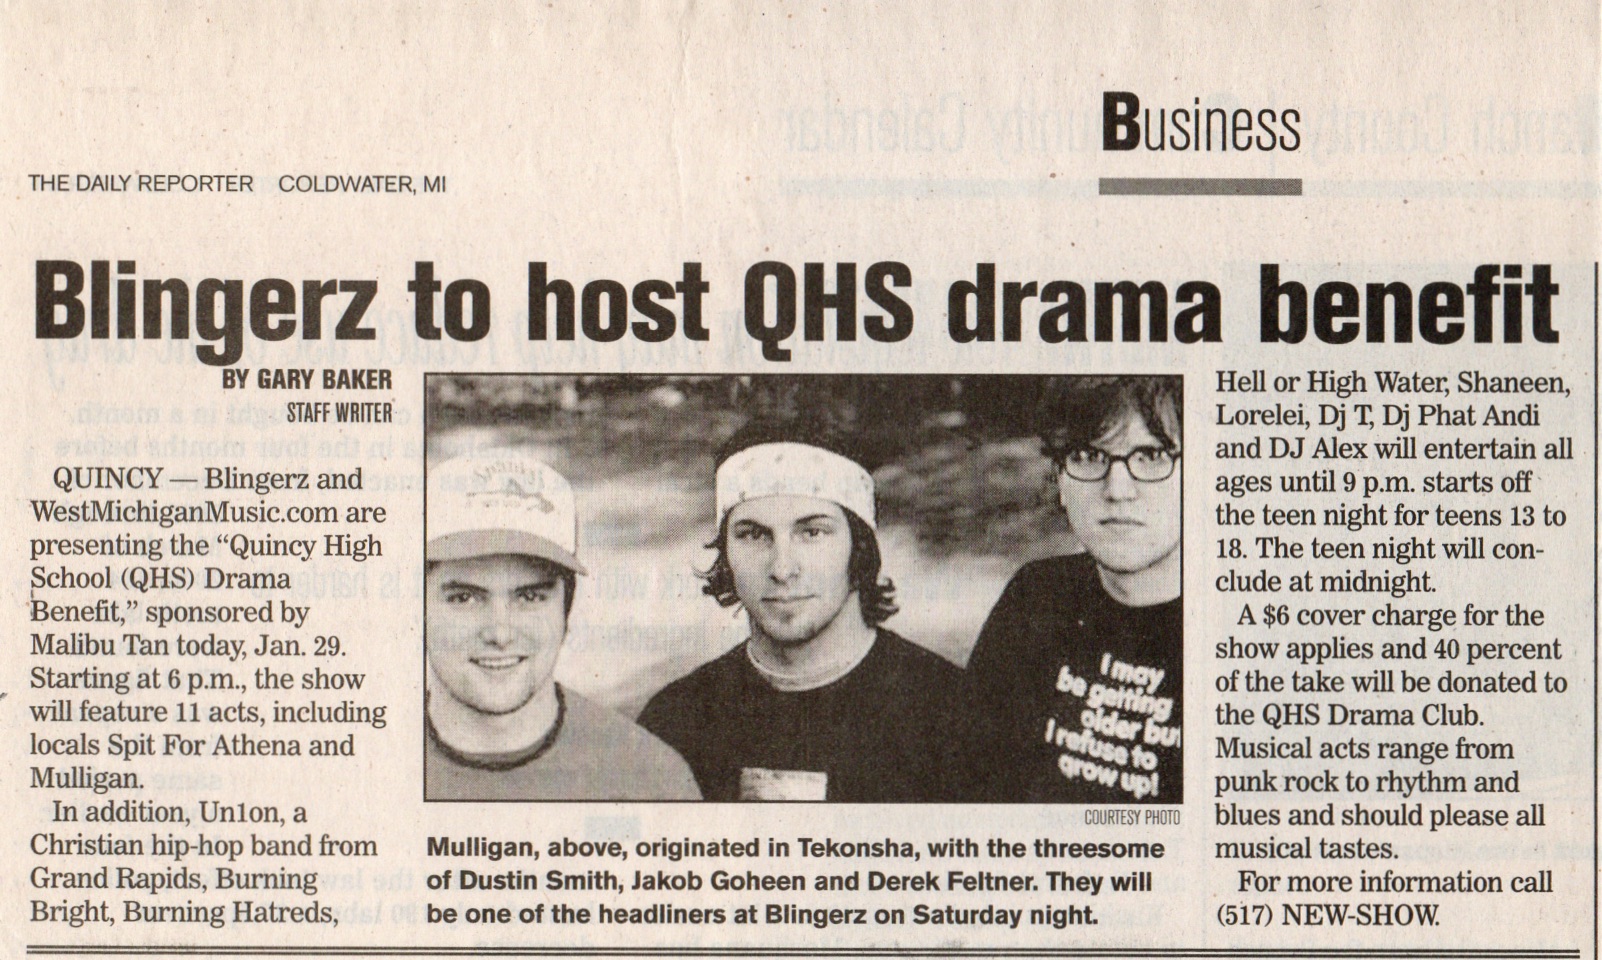 Business
THE DAILY REPORTER COLDWATER, MI
Blingerz to host QHS drama benefit
BY GARY BAKER
STAFF WRITER
QUINCY — Blingerz and
WestMichiganMusic.com are
presenting the “Quincy High
School (QHS) Drama
Benefit,” sponsored by
Malibu Tan today, Jan. 29.
Starting at 6 p.m., the show
will feature 11 acts, including
locals Spit For Athena and
Mulligan.
In addition, Un1on, a
Christian hip-hop band from
Grand Rapids, Burning
Bright, Burning Hatreds,
I may
be getting
older but
I refuse to
grow up!
COURTESY PHOTO
Mulligan, above, originated in Tekonsha, with the threesome
of Dustin Smith, Jakob Goheen and Derek Feltner. They will
be one of the headliners at Blingerz on Saturday night.
Hell or High Water, Shaneen,
Lorelei, Dj T, Dj Phat Andi
and DJ Alex will entertain all
ages until 9 p.m. starts off
the teen night for teens 13 to
18. The teen night will con-
clude at midnight.
A $6 cover charge for the
show applies and 40 percent
of the take will be donated to
the QHS Drama Club.
Musical acts range from
punk rock to rhythm and
blues and should please all
musical tastes.
For more information call
(517) NEW-SHOW.